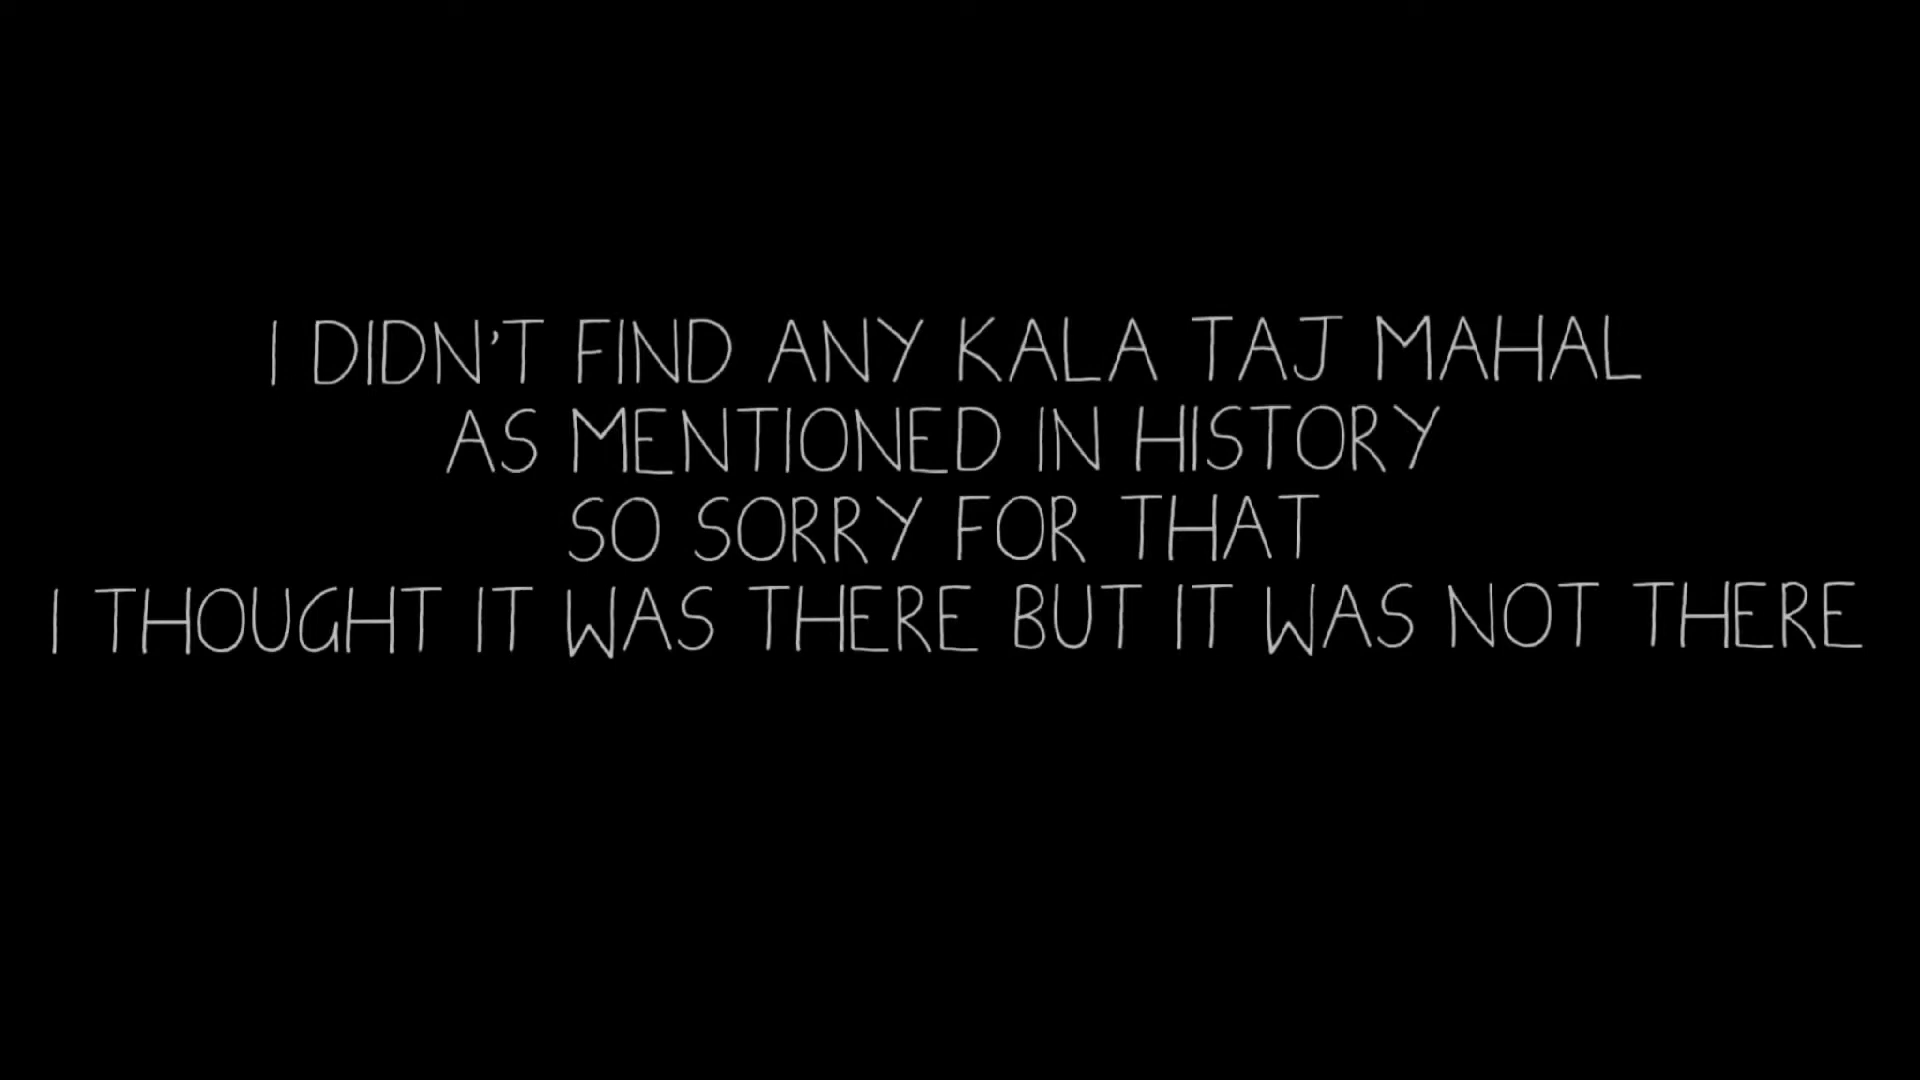 I DIDN'T FIND ANY KALA TAJ MAHAL
AS MENTIONED IN HISTORY
SO SORRY FOR THAT
I THOUGHT IT WAS THERE BUT IT WAS NOT THERE